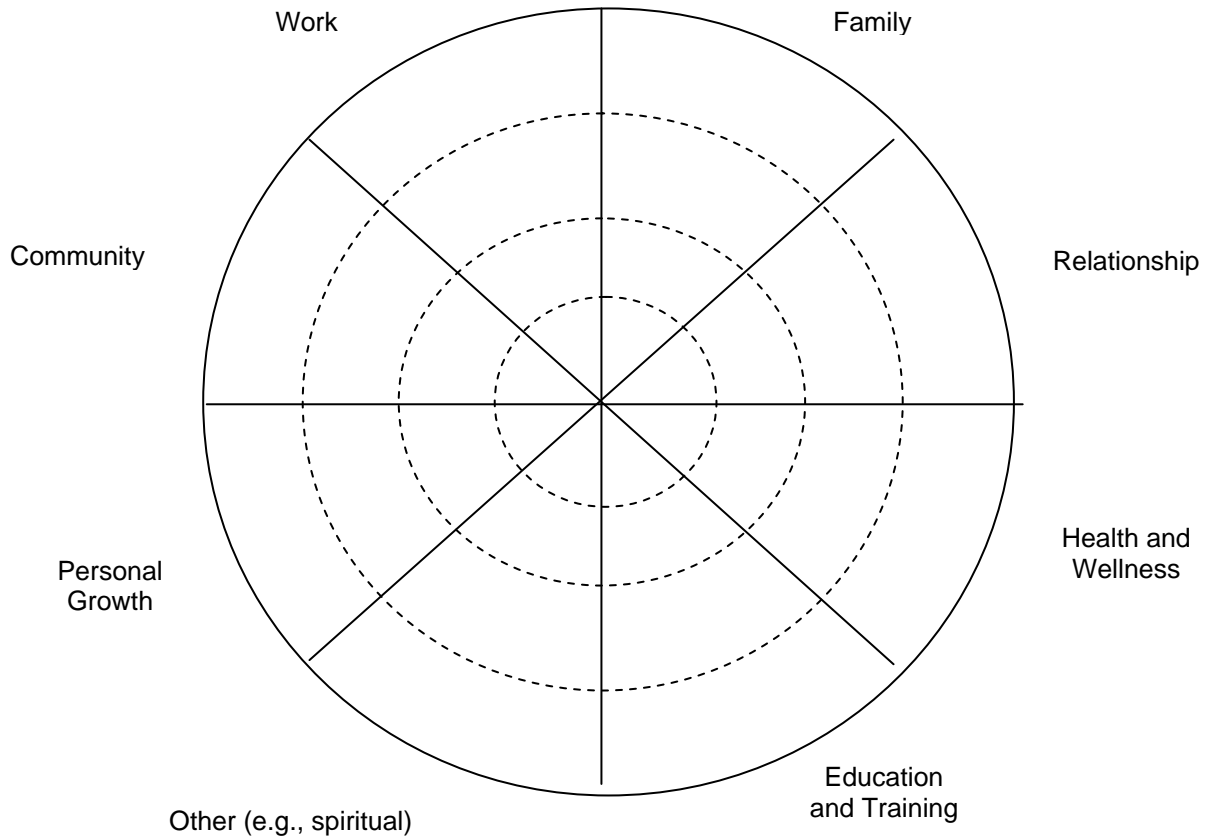 Work
Family
Community
Relationship
Health and
Wellness
Personal
Growth
Education
and Training
Other (e.g., spiritual)